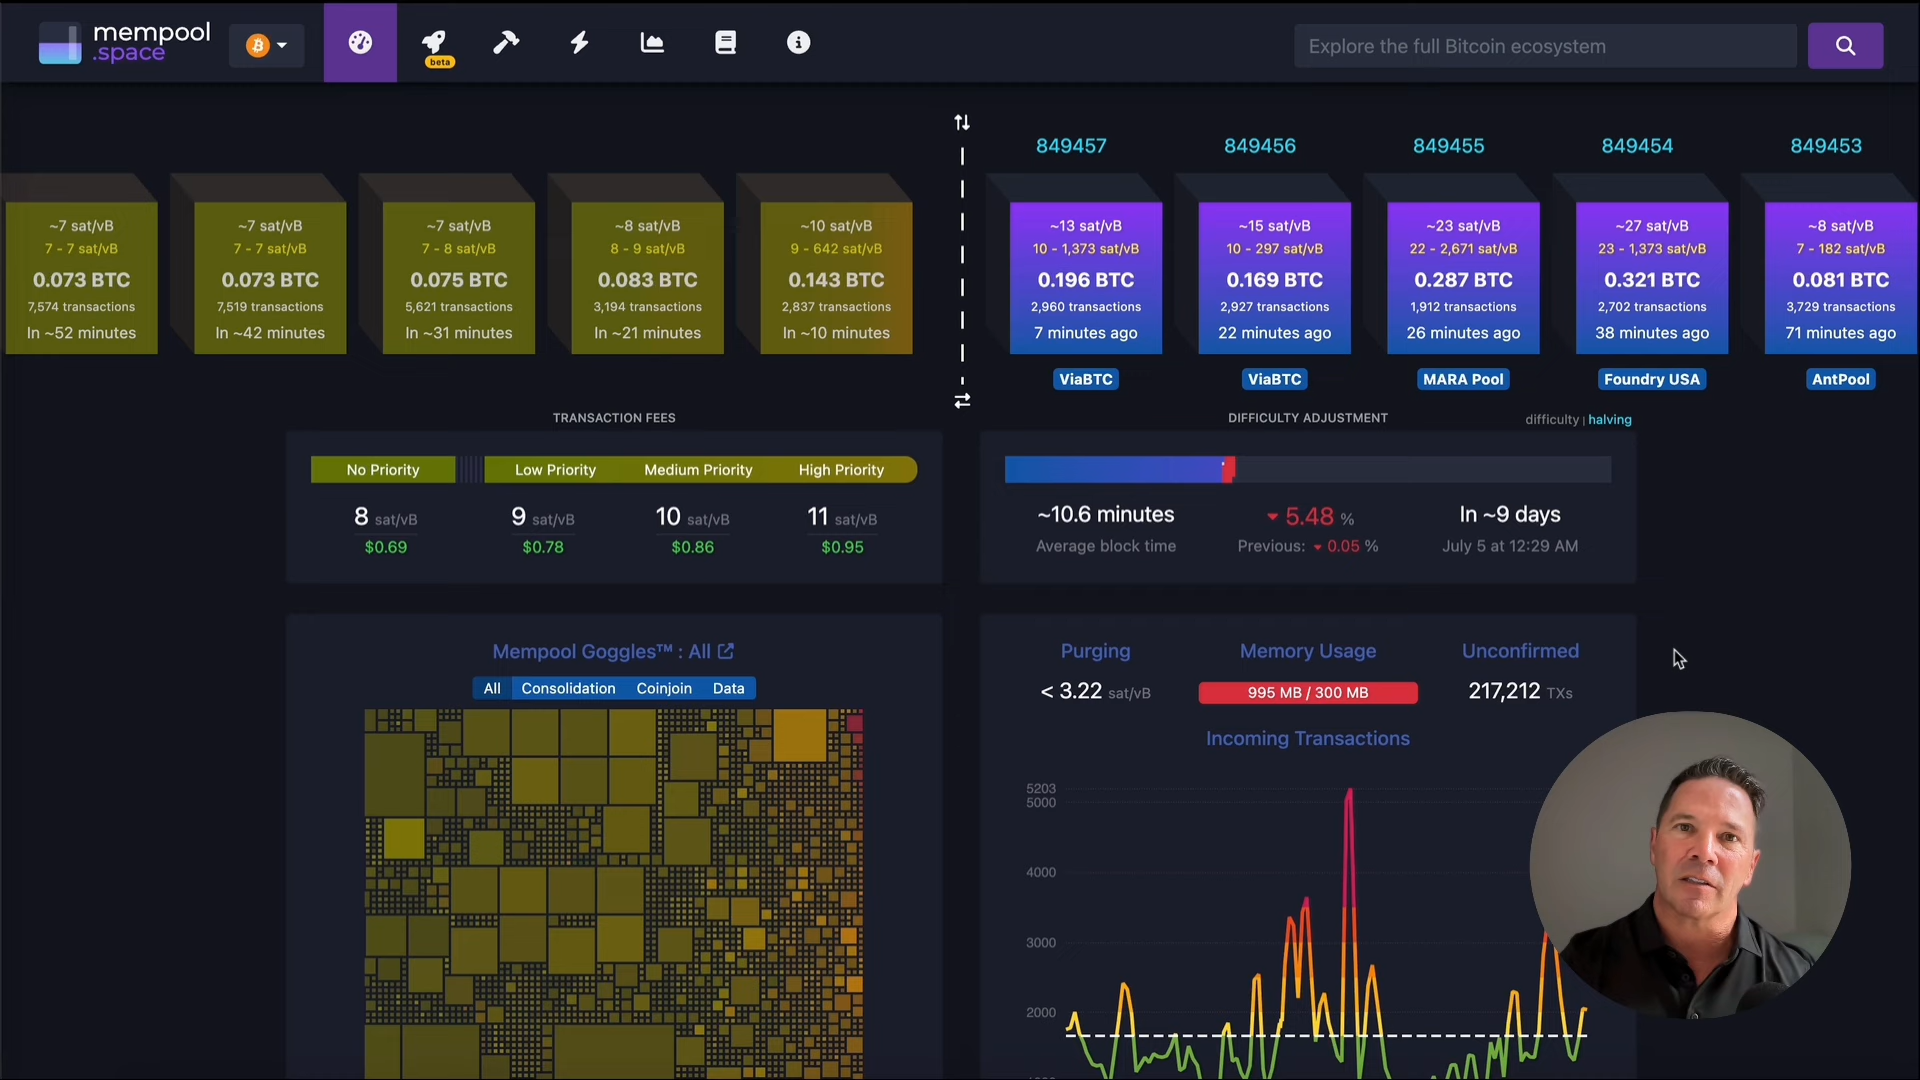 mempool
.space
beta
Explore the full Bitcoin ecosystem
849457
849456
849455
849454
849453
~7 sat/vB
7 - 7 sat/vB
0.073 BTC
7,574 transactions
In ~52 minutes
~7 sat/vB
7 - 7 sat/vB
0.073 BTC
7,519 transactions
In ~42 minutes
~7 sat/vB
7 - 8 sat/vB
0.075 BTC
5,621 transactions
In ~31 minutes
~8 sat/vB
8 - 9 sat/vB
0.083 BTC
3,194 transactions
In ~21 minutes
~10 sat/vB
9 - 642 sat/vB
0.143 BTC
2,837 transactions
In ~10 minutes
~13 sat/vB
10 - 1,373 sat/vB
0.196 BTC
2,960 transactions
7 minutes ago
ViaBTC
~15 sat/vB
10 - 297 sat/vB
0.169 BTC
2,927 transactions
22 minutes ago
ViaBTC
~23 sat/vB
22 - 2,671 sat/vB
0.287 BTC
1,912 transactions
26 minutes ago
MARA Pool
~27 sat/vB
23 - 1,373 sat/vB
0.321 BTC
2,702 transactions
38 minutes ago
Foundry USA
~8 sat/vB
7 - 182 sat/vB
0.081 BTC
3,729 transactions
71 minutes ago
AntPool
TRANSACTION FEES
No Priority Low Priority Medium Priority High Priority
8 sat/vB 9 sat/vB 10 sat/vB 11 sat/vB
$0.69 $0.78 $0.86 $0.95
DIFFICULTY ADJUSTMENT
difficulty | halving
~10.6 minutes 5.48 % In ~9 days
Average block time Previous: 0.05 % July 5 at 12:29 AM
Mempool Goggles™ : All
All Consolidation Coinjoin Data
Purging Memory Usage Unconfirmed
< 3.22 sat/vB 995 MB / 300 MB 217,212 TXs
Incoming Transactions
5203
5000
4000
3000
2000